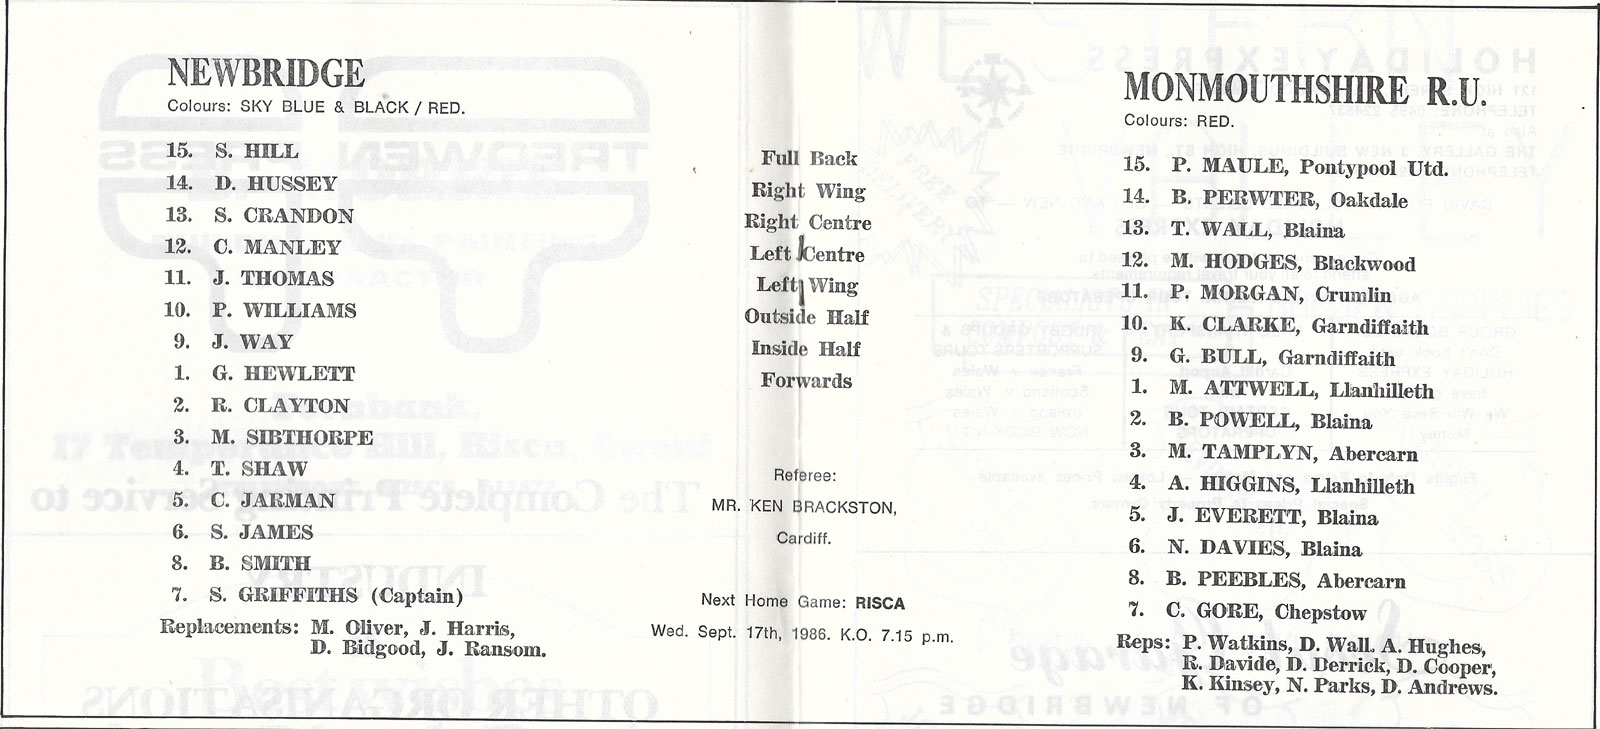 NEWBRIDGE
Colours: SKY BLUE & BLACK / RED.
15. S. HILL
14. D. HUSSEY
13. S. CRANDON
12. C. MANLEY
11. J. THOMAS
10. P. WILLIAMS
9. J. WAY
1. G. HEWLETT
2. R. CLAYTON
3. M. SIBTHORPE
4. T. SHAW
5. C. JARMAN
6. S. JAMES
8. B. SMITH
7. S. GRIFFITHS (Captain)
Replacements: M. Oliver, J. Harris,
D. Bidgood, J. Ransom.
Full Back
Right Wing
Right Centre
Left Centre
Left Wing
Outside Half
Inside Half
Forwards
Referee:
MR. KEN BRACKSTON,
Cardiff.
Next Home Game: RISCA
Wed. Sept. 17th, 1986. K.O. 7.15 p.m.
MONMOUTHSHIRE R.U.
Colours: RED.
15. P. MAULE, Pontypool Utd.
14. B. PERWTER, Oakdale
13. T. WALL, Blaina
12. M. HODGES, Blackwood
11. P. MORGAN, Crumlin
10. K. CLARKE, Garndiffaith
9. G. BULL, Garndiffaith
1. M. ATTWELL, Llanhilleth
2. B. POWELL, Blaina
3. M. TAMPLYN, Abercarn
4. A. HIGGINS, Llanhilleth
5. J. EVERETT, Blaina
6. N. DAVIES, Blaina
8. B. PEEBLES, Abercarn
7. C. GORE, Chepstow
Reps: P. Watkins, D. Wall. A. Hughes,
R. Davide, D. Derrick, D. Cooper,
K. Kinsey, N. Parks, D. Andrews.